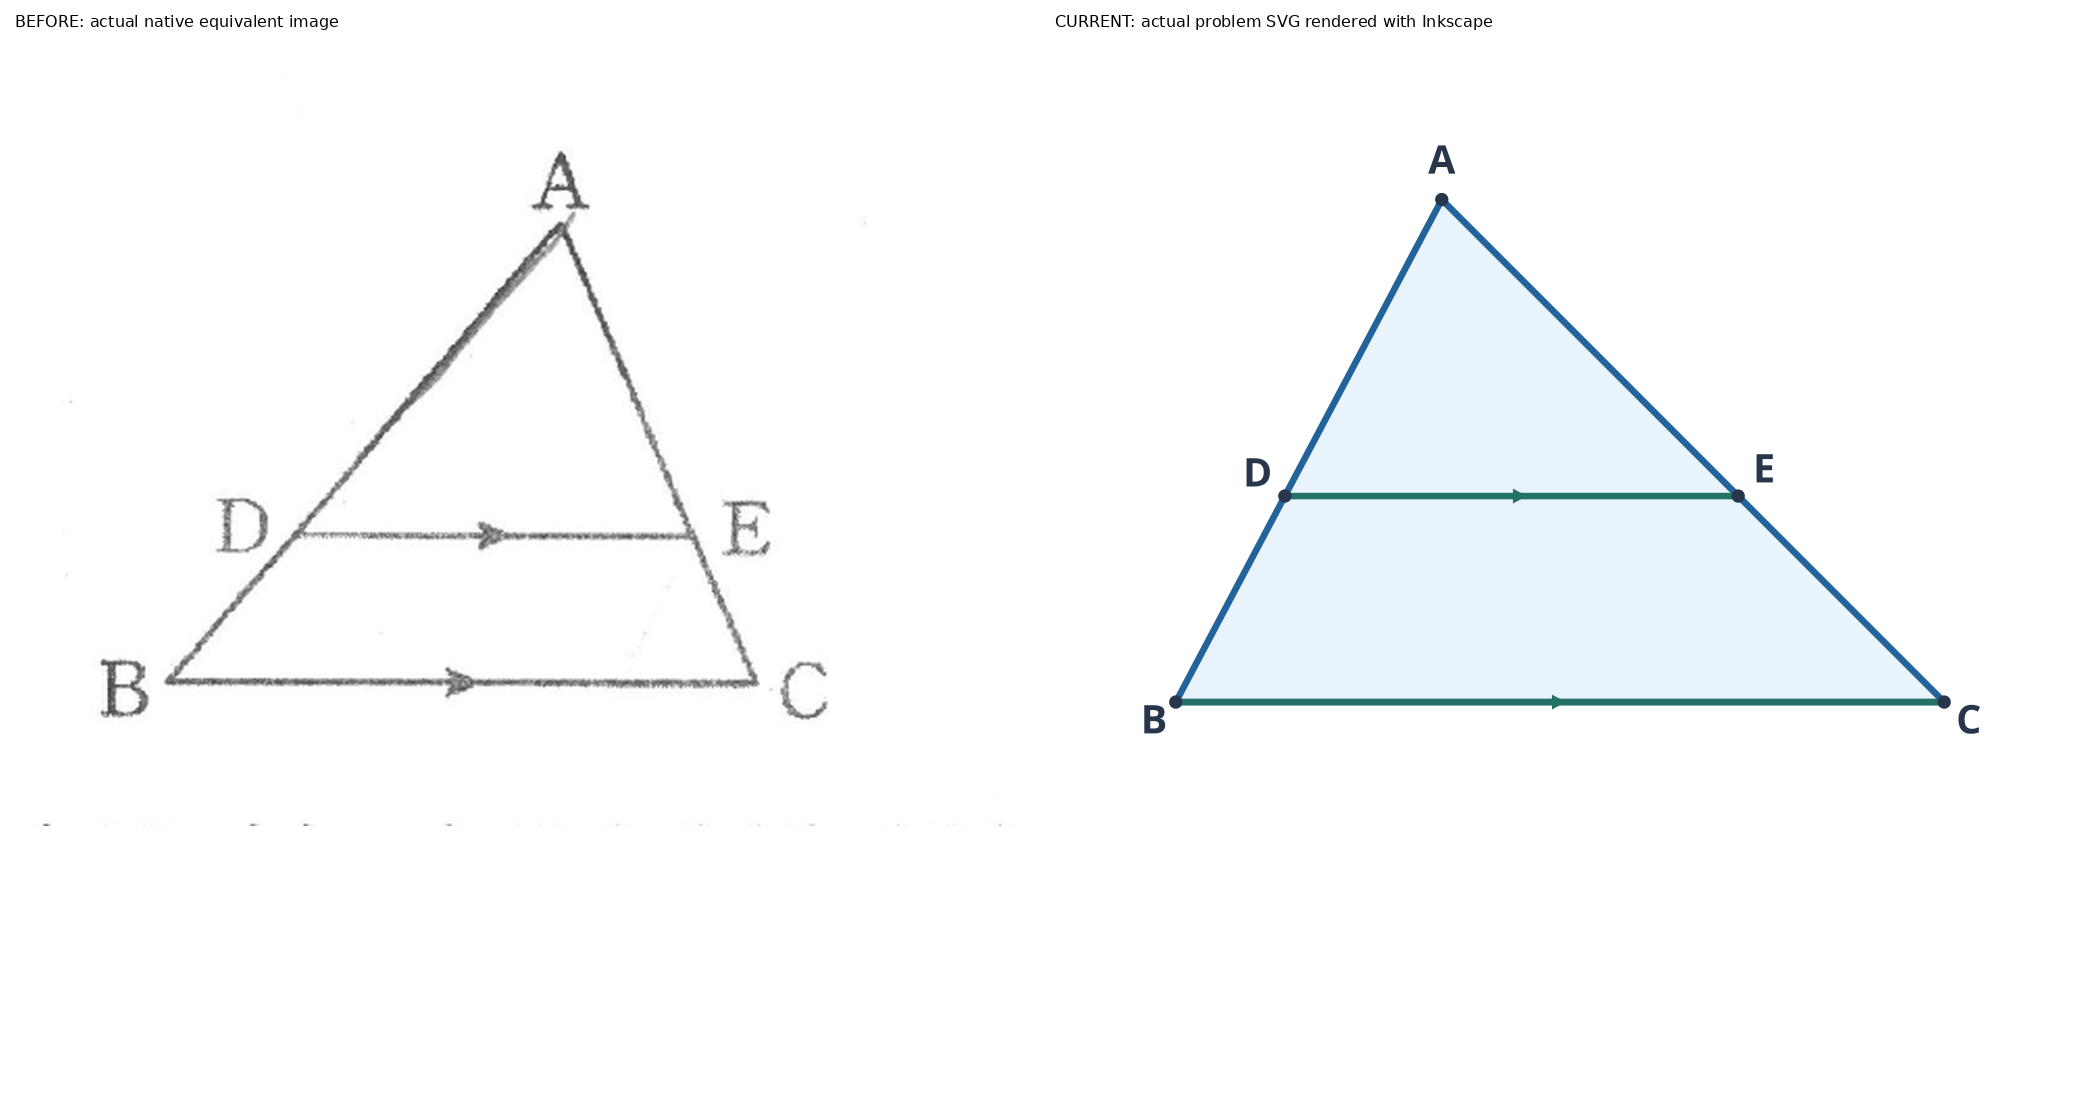 BEFORE: actual native equivalent image
CURRENT: actual problem SVG rendered with Inkscape
A
D
E
B
C
A
D
E
B
C